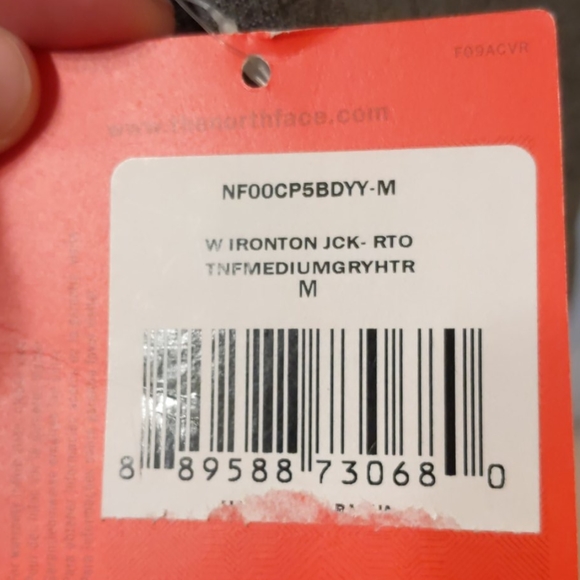 F09ACVR
www.thenorthface.com
NF00CP5BDYY-M
W IRONTON JCK- RTO
TNFMEDIUMGRYHTR
M
8 89588 73068 0